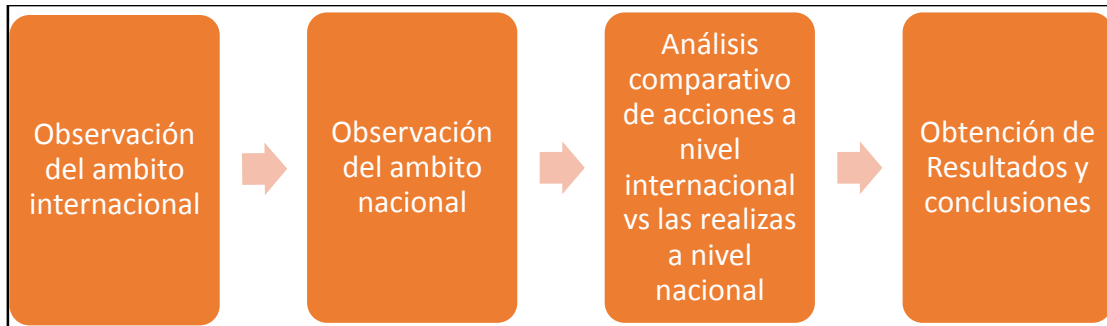 Observación
del ambito
internacional
Observación
del ambito
nacional
Análisis
comparativo
de acciones a
nivel
internacional
vs las realizas
a nivel
nacional
Obtención de
Resultados y
conclusiones